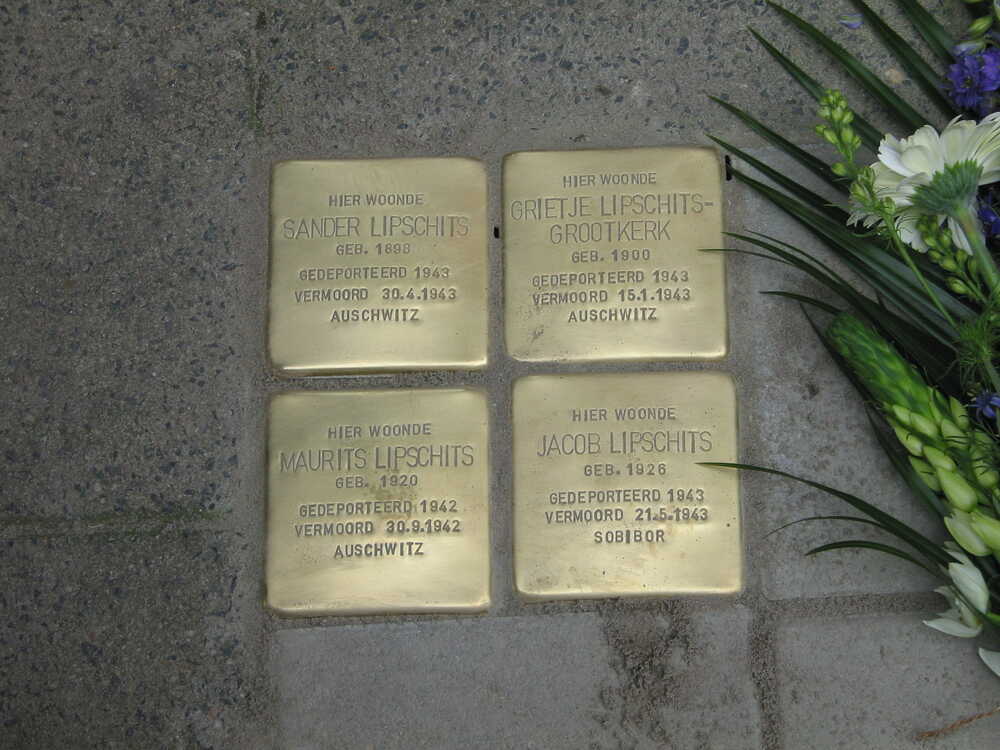 HIER WOONDE
SANDER LIPSCHITS
GEB. 1898
GEDEPORTEERD 1943
VERMOORD 30.4.1943
AUSCHWITZ
HIER WOONDE
GRIETJE LIPSCHITS-
GROOTKERK
GEB. 1900
GEDEPORTEERD 1943
VERMOORD 15.1.1943
AUSCHWITZ
HIER WOONDE
MAURITS LIPSCHITS
GEB. 1920
GEDEPORTEERD 1942
VERMOORD 30.9.1942
AUSCHWITZ
HIER WOONDE
JACOB LIPSCHITS
GEB. 1926
GEDEPORTEERD 1943
VERMOORD 21.5.1943
SOBIBOR